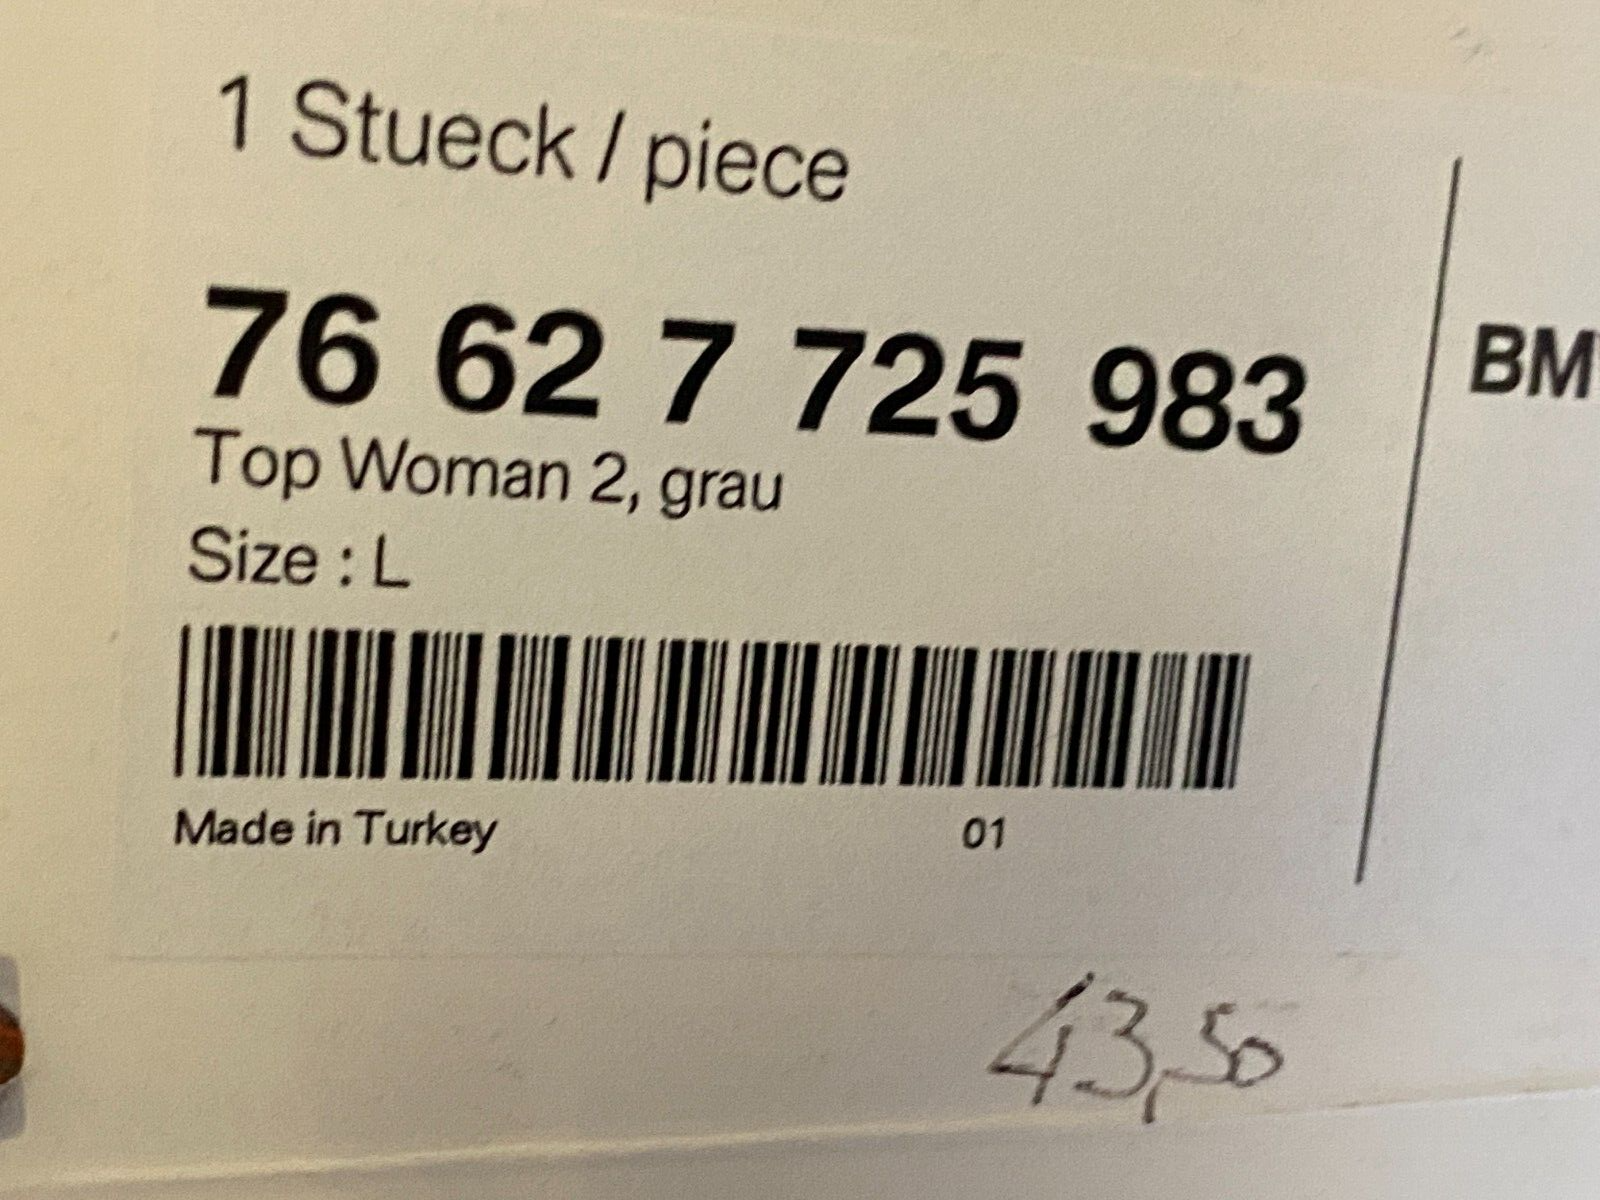 1 Stueck / piece
76 62 7 725 983
BM
Top Woman 2, grau
Size : L
Made in Turkey 01
43,50